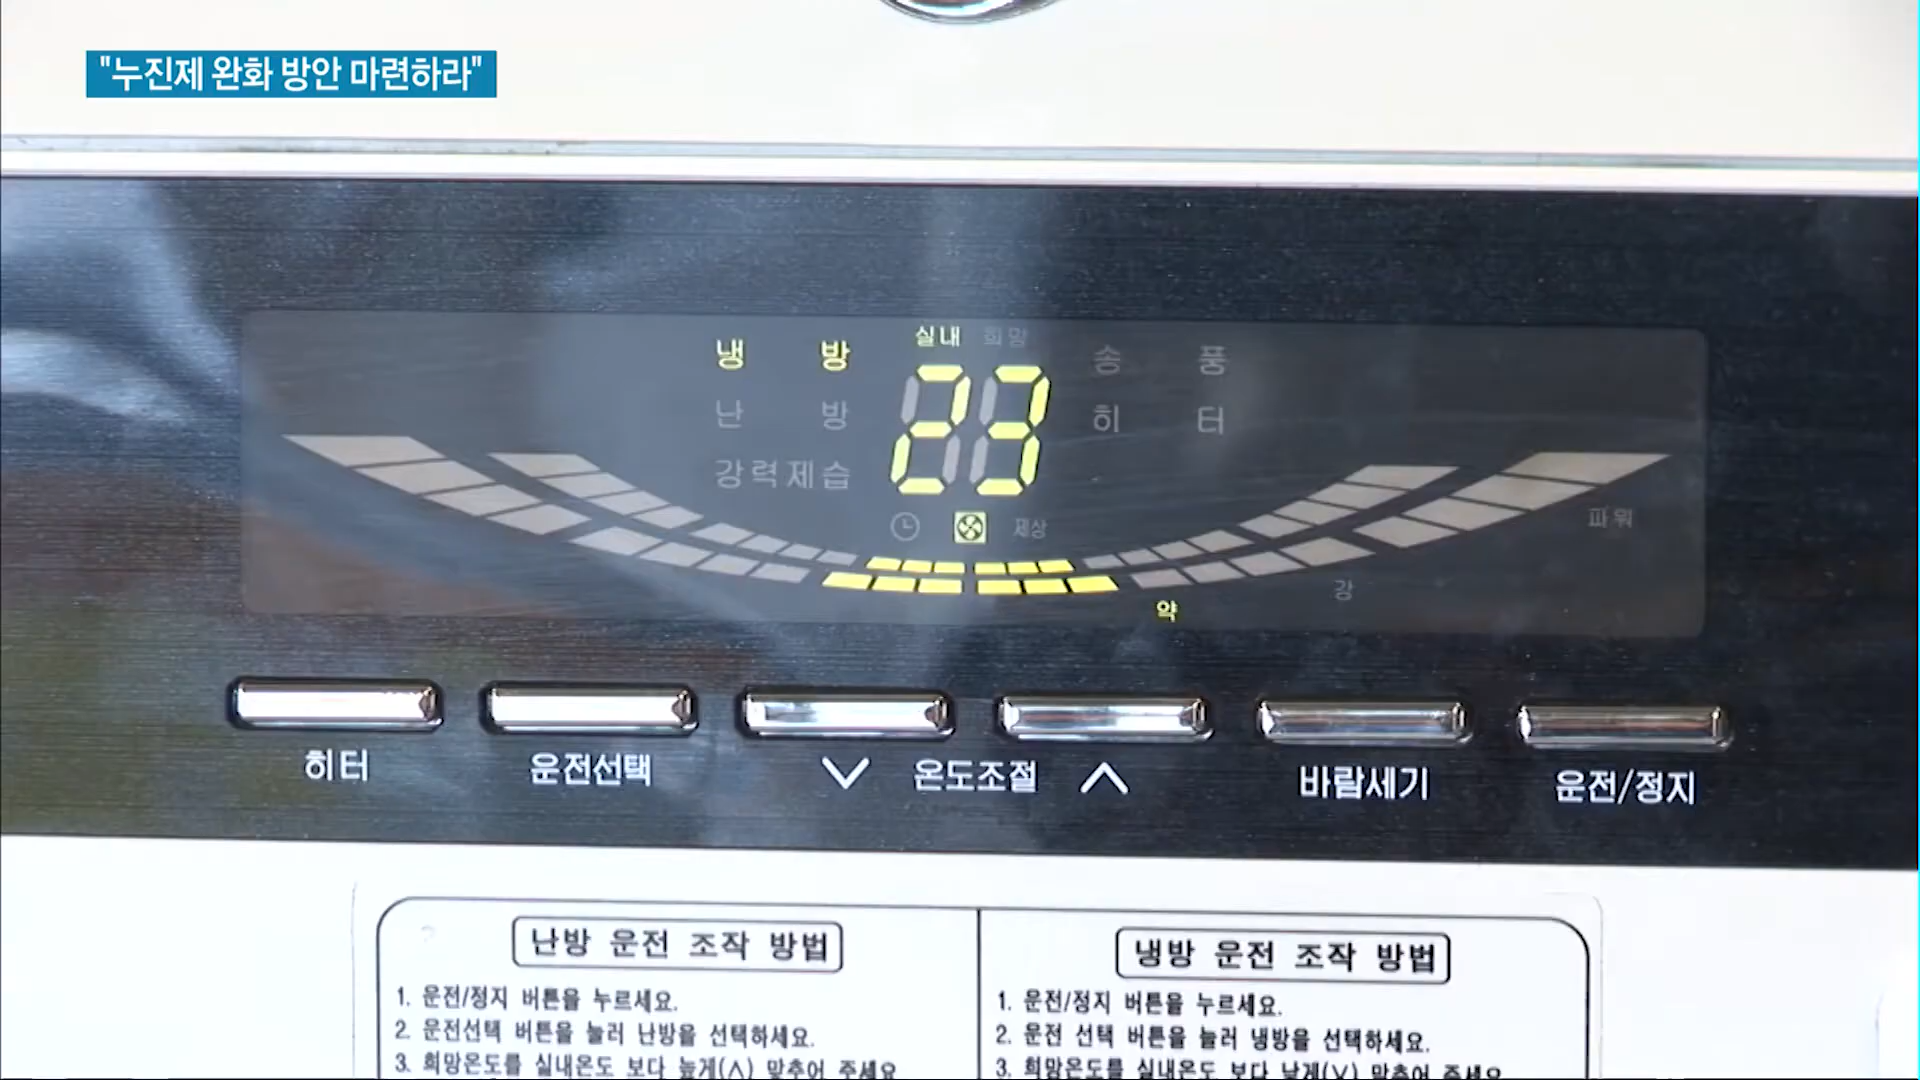 "누진제 완화 방안 마련하라"
실내 희망
냉 방 23 송 풍
난 방 히 터
강력제습
제상
파워
강
약
히터 운전선택 ∨ 온도조절 ∧ 바람세기 운전/정지
난방 운전 조작 방법
1. 운전/정지 버튼을 누르세요.
2. 운전선택 버튼을 눌러 난방을 선택하세요.
3. 희망온도를 실내온도 보다 높게(∧) 맞추어 주세요
냉방 운전 조작 방법
1. 운전/정지 버튼을 누르세요.
2. 운전 선택 버튼을 눌러 냉방을 선택하세요.
3. 희망온도를 실내온도 보다 낮게(∨) 맞추어 주세요